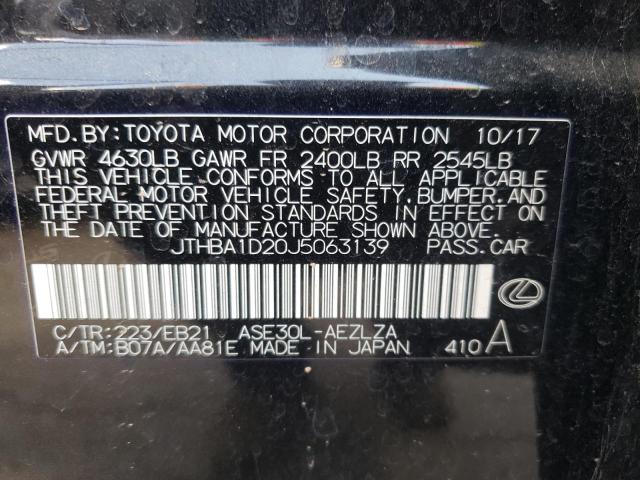 MFD.BY:TOYOTA MOTOR CORPORATION 10/17
GVWR 4630LB GAWR FR 2400LB RR 2545LB
THIS VEHICLE CONFORMS TO ALL APPLICABLE
FEDERAL MOTOR VEHICLE SAFETY,BUMPER,AND
THEFT PREVENTION STANDARDS IN EFFECT ON
THE DATE OF MANUFACTURE SHOWN ABOVE.
JTHBA1D20J5063139 PASS.CAR
C/TR:223/EB21 ASE30L-AEZLZA
A/TM:B07A/AA81E MADE IN JAPAN 410A